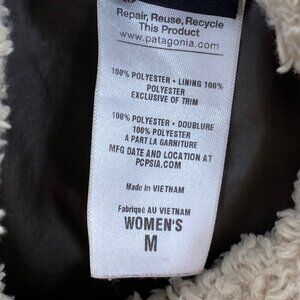 Repair, Reuse, Recycle
This Product
www.patagonia.com
100% POLYESTER • LINING 100%
POLYESTER
EXCLUSIVE OF TRIM
100% POLYESTER • DOUBLURE
100% POLYESTER
A PART LA GARNITURE
MFG DATE AND LOCATION AT
PCPSIA.COM
Made In VIETNAM
Fabriqué AU VIETNAM
WOMEN'S
M